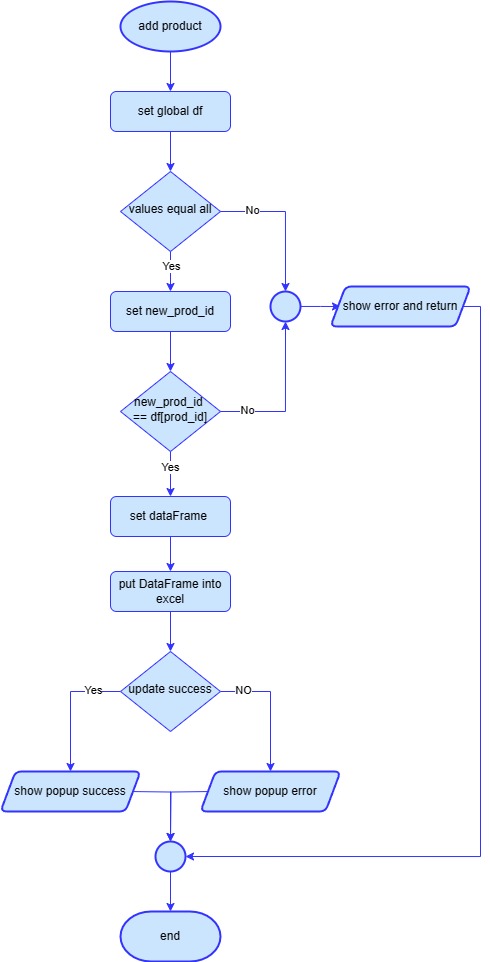 add product
set global df
values equal all
No
Yes
set new_prod_id
show error and return
new_prod_id
== df[prod_id]
No
Yes
set dataFrame
put DataFrame into
excel
update success
Yes
NO
show popup success
show popup error
end